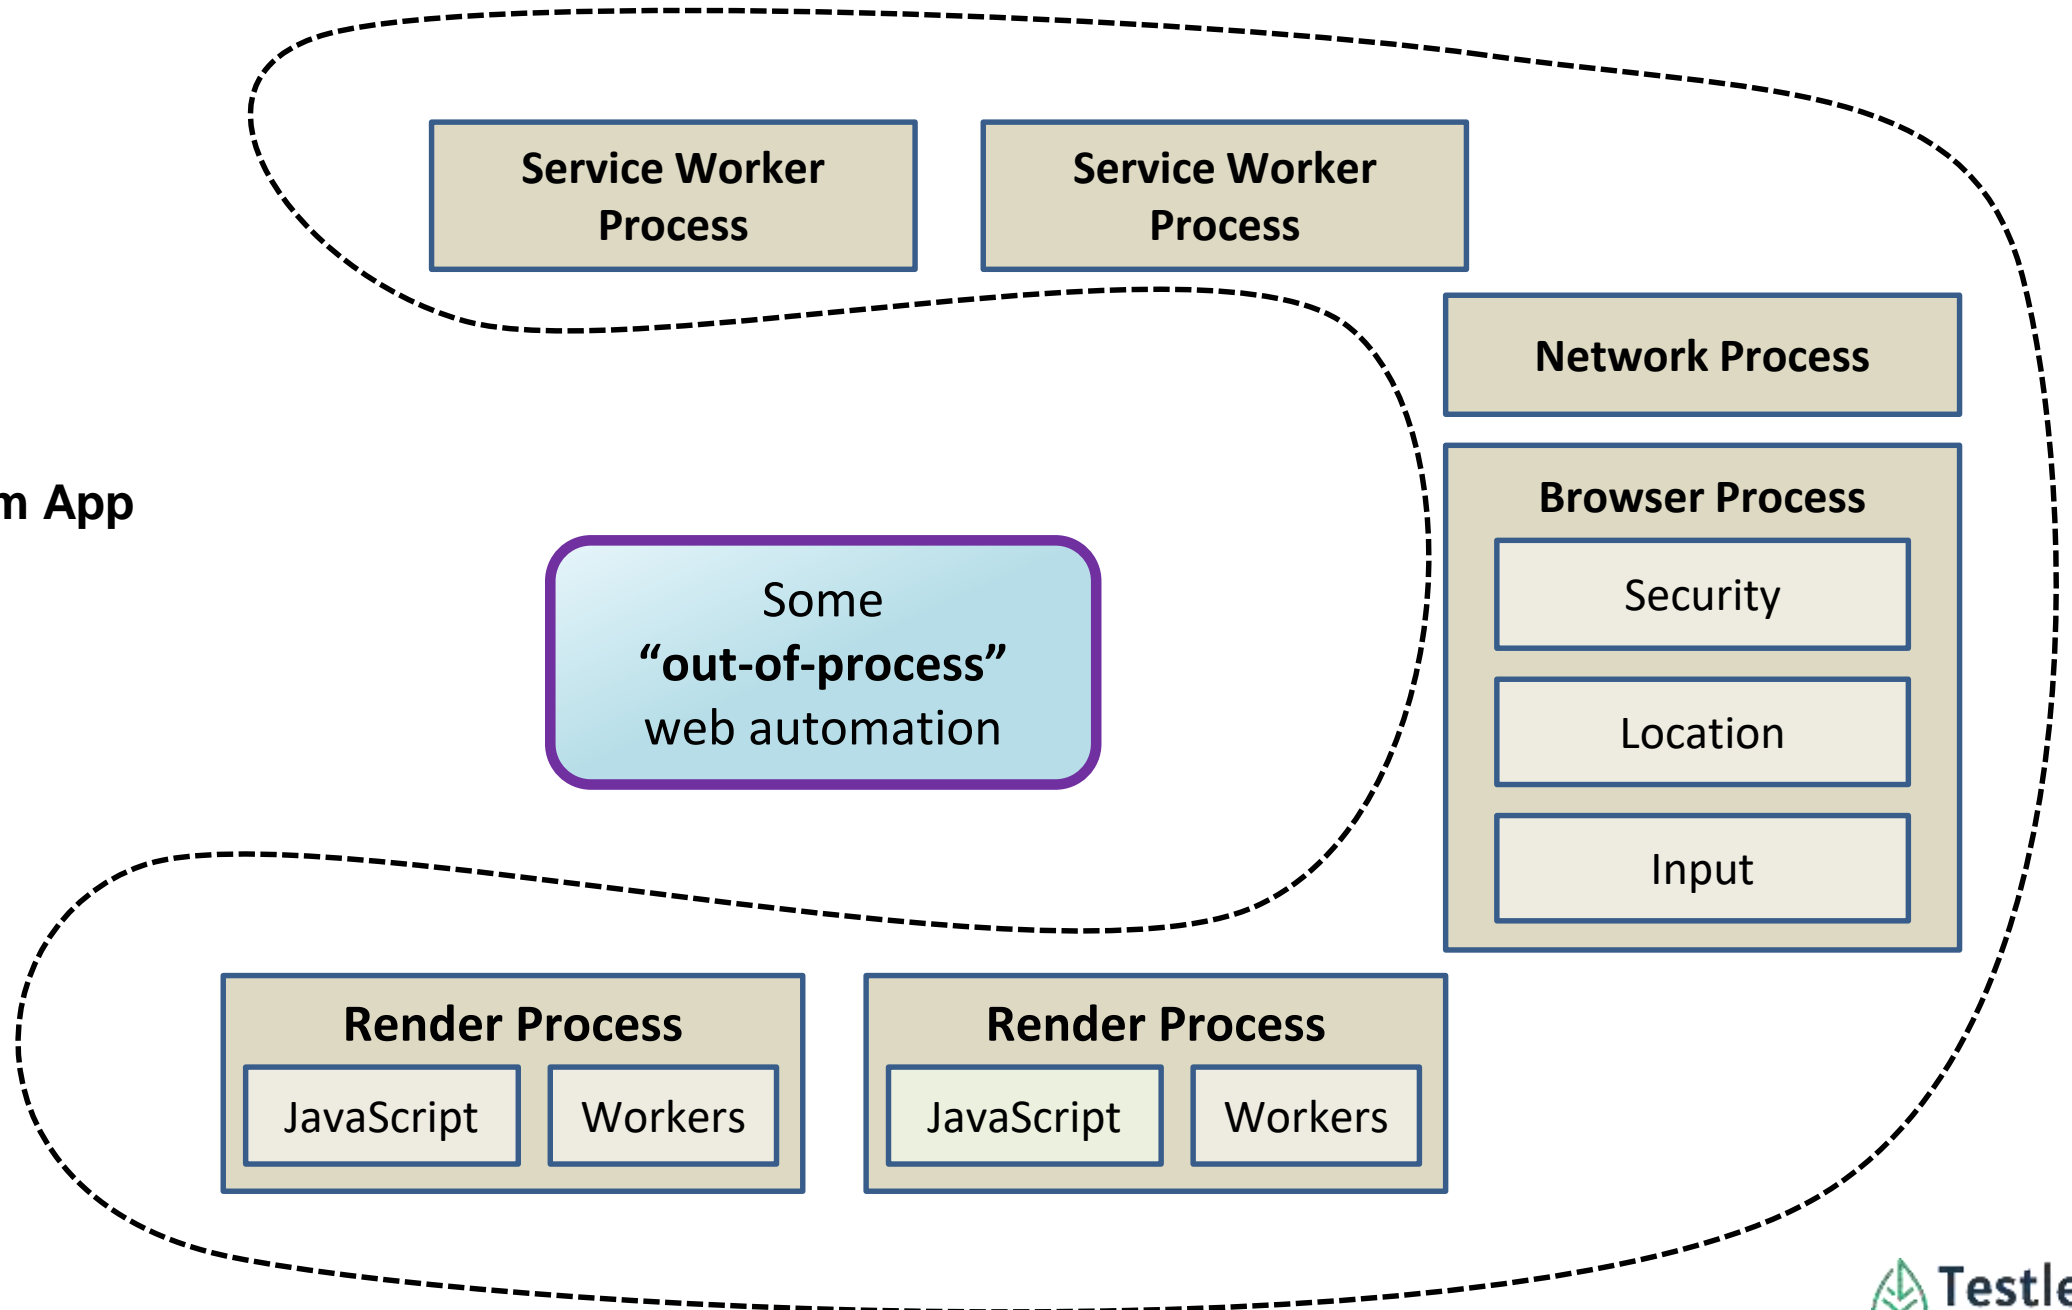 Service Worker
Process
Service Worker
Process
Network Process
Browser Process
Security
Location
Input
m App
Some
“out-of-process”
web automation
Render Process
JavaScript
Workers
Render Process
JavaScript
Workers
Testle